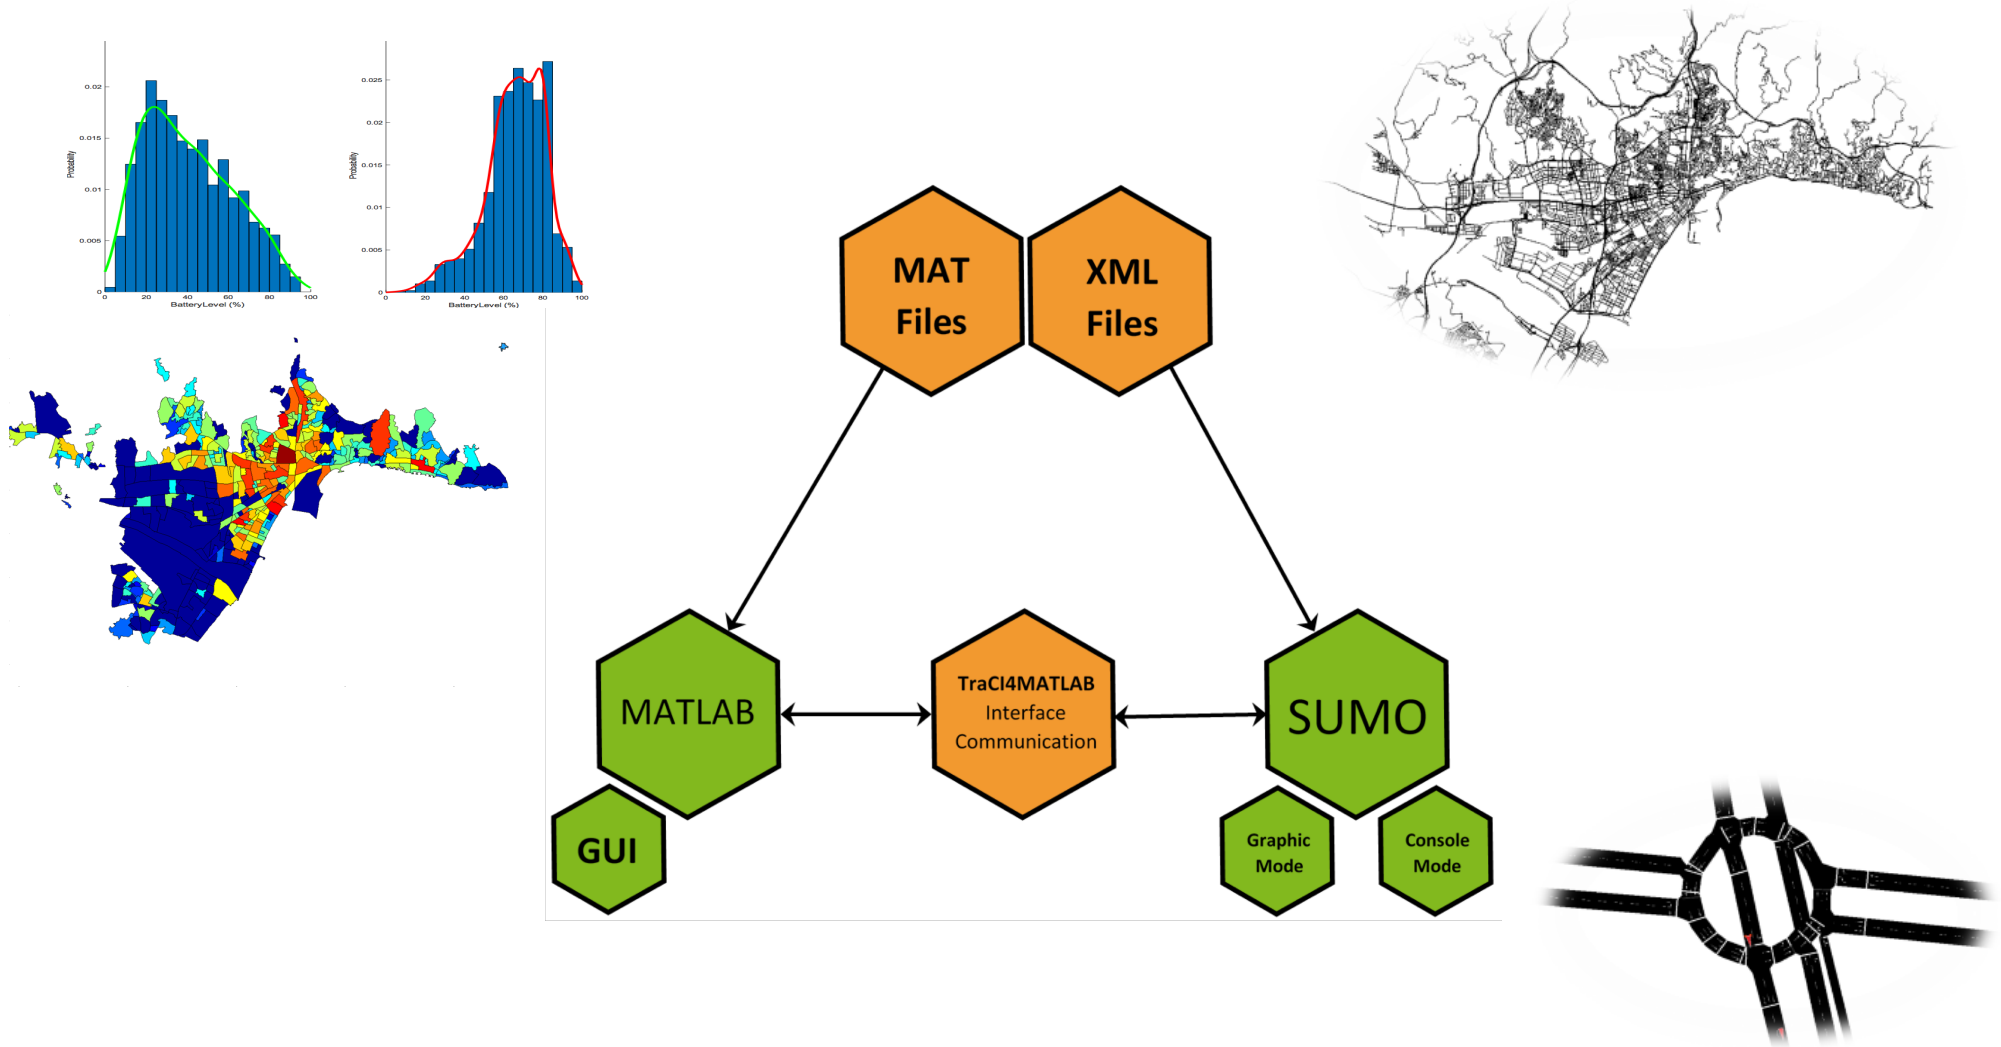 0.02
0.015
0.01
0.005
0
Probability
0
20
40
60
80
100
BatteryLevel (%)
0.025
0.02
0.015
0.01
0.005
0
Probability
20
40
60
80
100
BatteryLevel (%)
MAT
Files
XML
Files
MATLAB
TraCI4MATLAB
Interface
Communication
SUMO
GUI
Graphic
Mode
Console
Mode